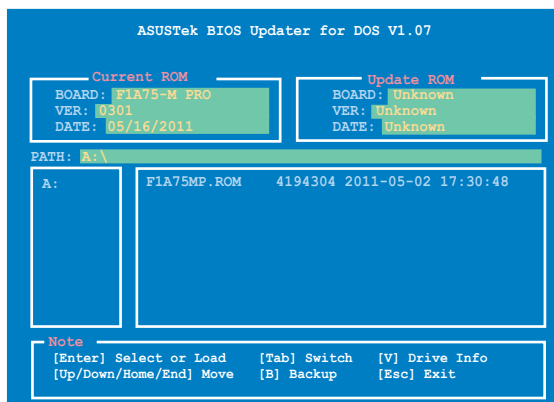 ASUSTek BIOS Updater for DOS V1.07
Current ROM
BOARD: F1A75-M PRO
VER: 0301
DATE: 05/16/2011
Update ROM
BOARD: Unknown
VER: Unknown
DATE: Unknown
PATH: A:\
A:
F1A75MP.ROM 4194304 2011-05-02 17:30:48
Note
[Enter] Select or Load [Tab] Switch [V] Drive Info
[Up/Down/Home/End] Move [B] Backup [Esc] Exit